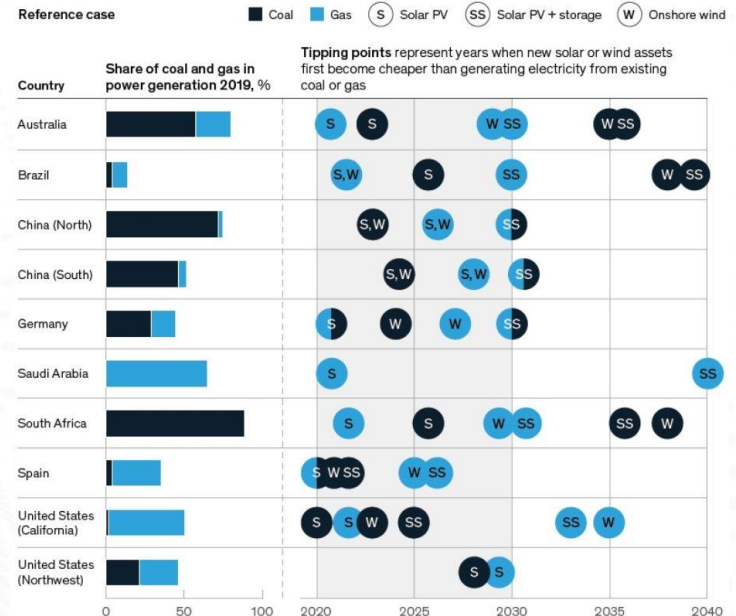 Reference case
Coal Gas S Solar PV SS Solar PV + storage W Onshore wind
Tipping points represent years when new solar or wind assets
first become cheaper than generating electricity from existing
coal or gas
Share of coal and gas in
power generation 2019, %
Country
Australia S S W SS W SS
Brazil S,W S SS W SS
China (North) S,W S,W SS
China (South) S,W S,W SS
Germany S W W SS
Saudi Arabia S SS
South Africa S S W SS SS W
Spain S W SS W SS
United States
(California)
S S W SS SS W
United States
(Northwest)
S S
0 50 100 2020 2025 2030 2035 2040